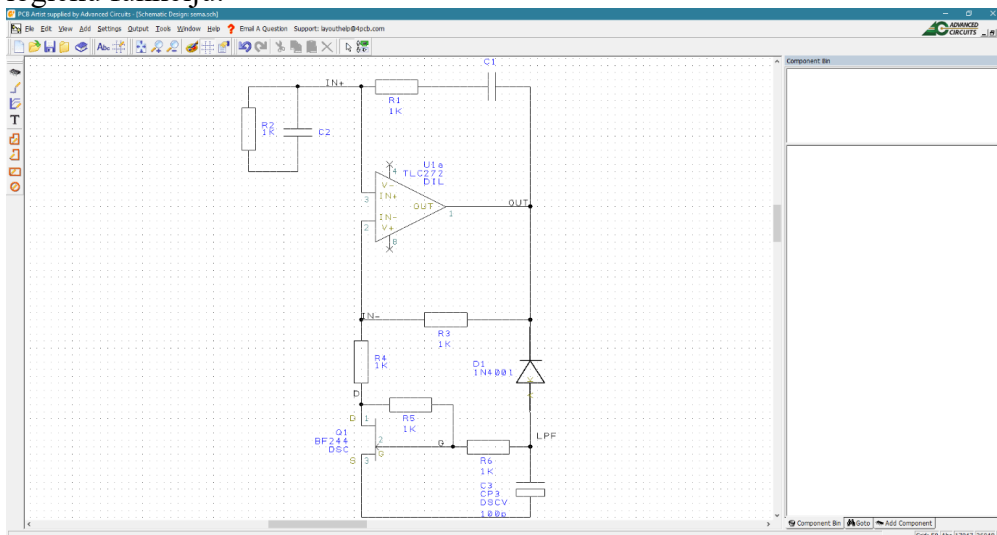 PCB Artist supplied by Advanced Circuits - [Schematic Design: sema.sch]
File Edit View Add Settings Output Tools Window Help ? Email A Question Support: layouthelp@4pcb.com
ADVANCED
CIRCUITS
Abc
Component Bin
T
C1
IN+
R1
1K
R2
1K
C2
U1a
TLC272
DIL
4
V-
IN+
3
OUT
1
OUT
IN-
2
V+
8
IN-
R3
1K
R4
1K
D1
1N4001
D
R5
1K
D 1
Q1
BF244
DSC
2
G
G
S 3
LPF
R6
1K
C3
CP3
DSCV
100p
Component Bin Goto Add Component